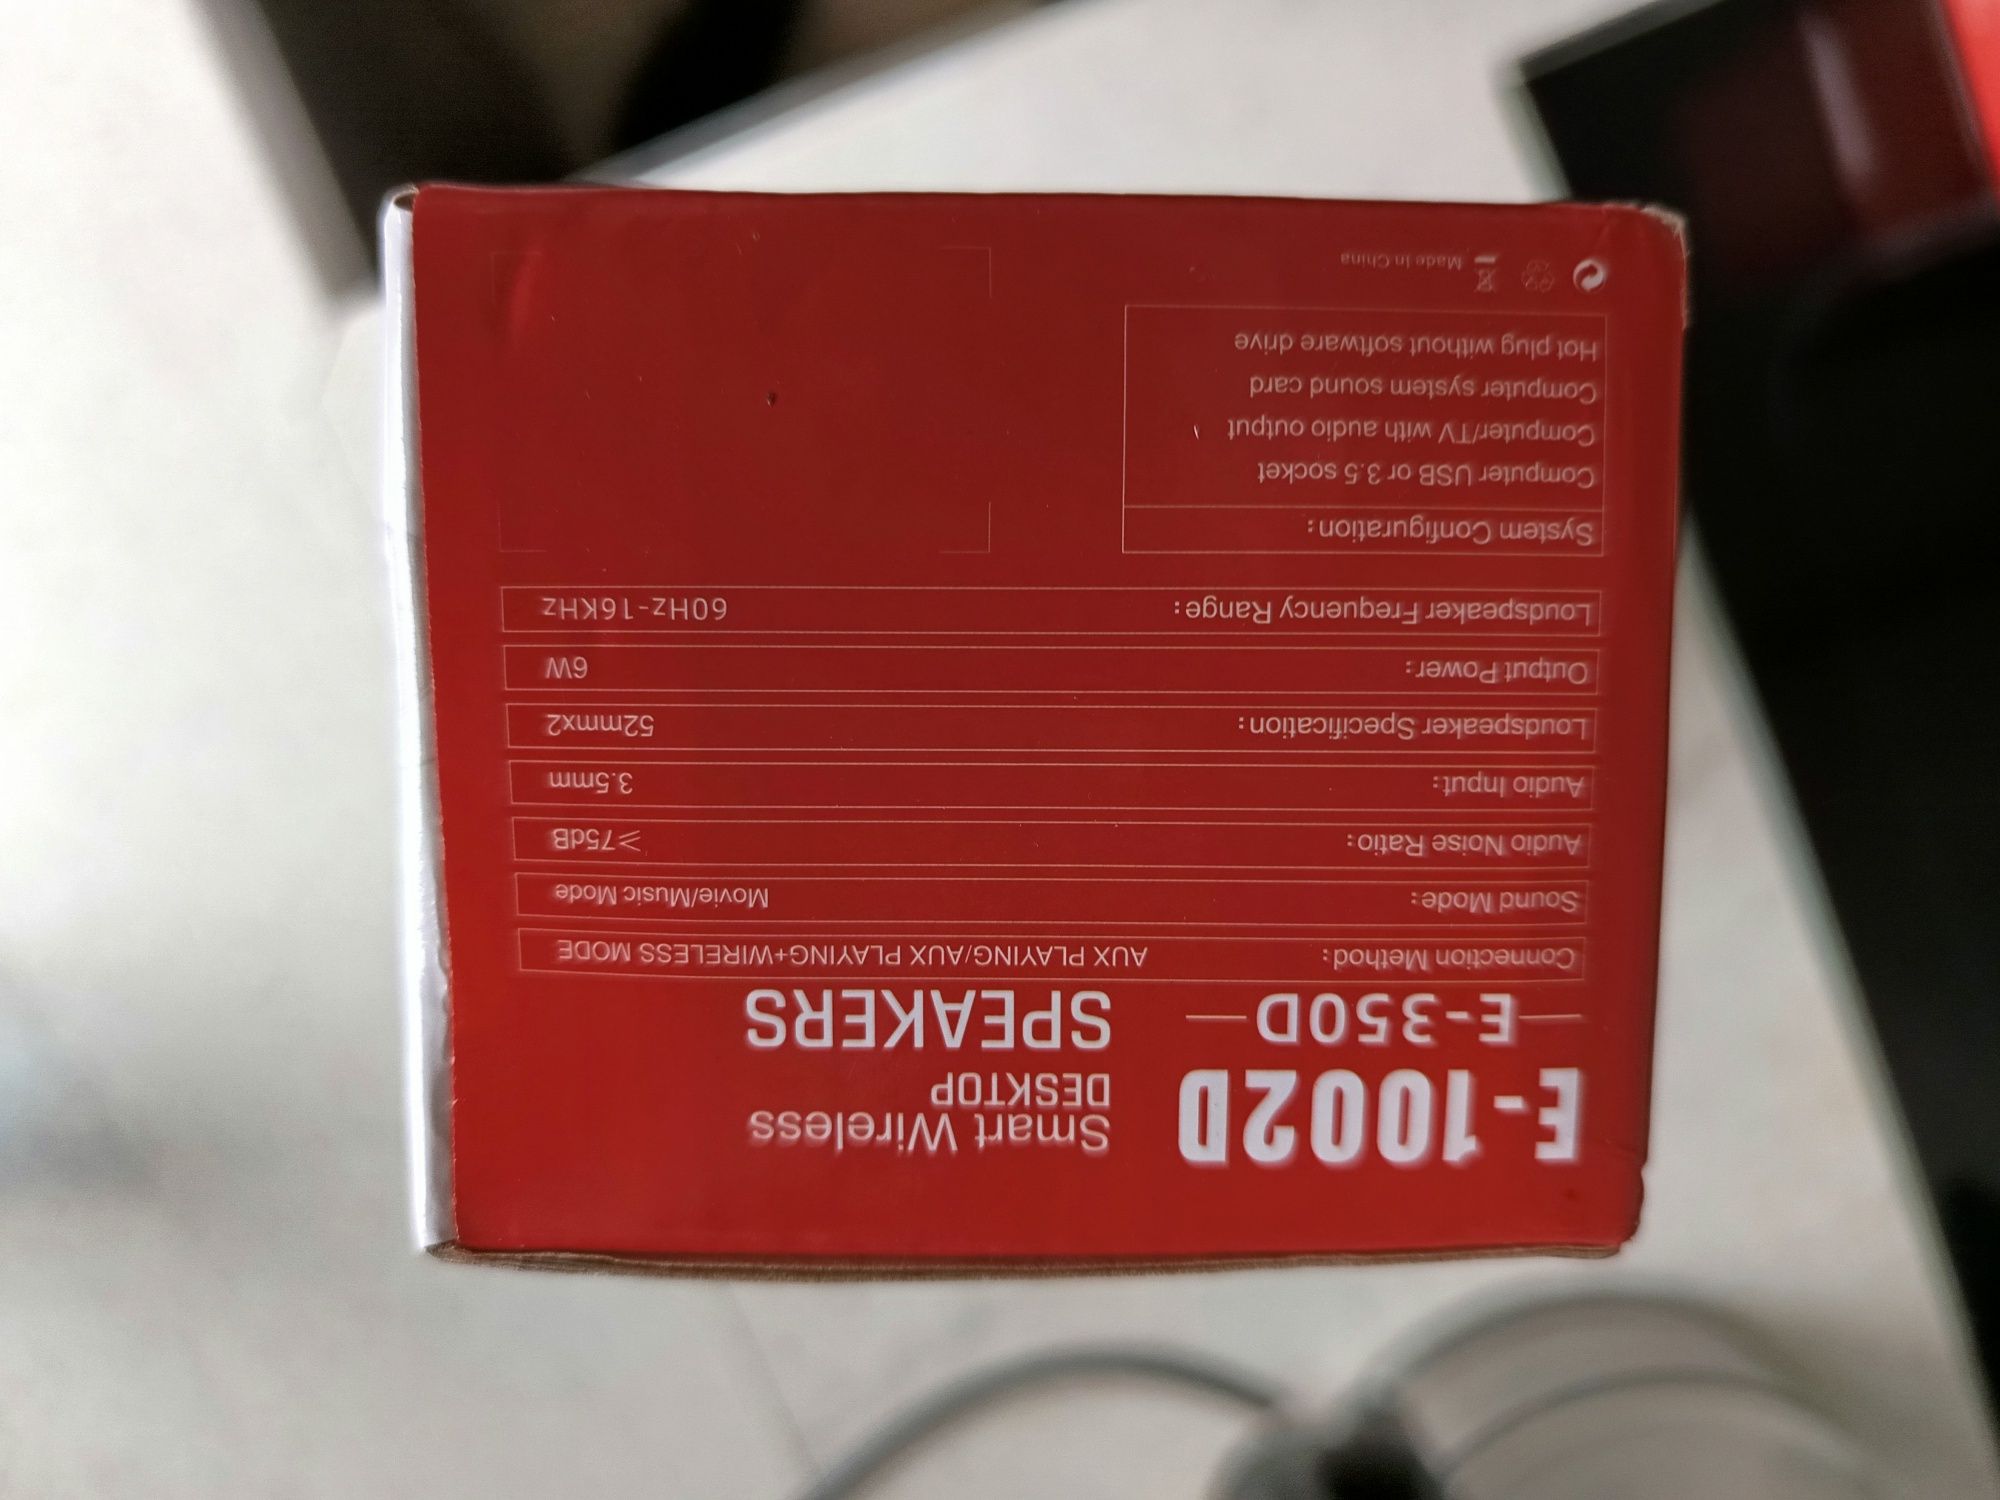 E-1002D
E-350D
Smart Wireless
DESKTOP
SPEAKERS
Connection Method: AUX PLAYING/AUX PLAYING+WIRELESS MODE
Sound Mode: Movie/Music Mode
Audio Noise Ratio: ⩾75dB
Audio Input: 3.5mm
Loudspeaker Specification: 52mmx2
Output Power: 6W
Loudspeaker Frequency Range: 60Hz-16KHz
System Configuration:
Computer USB or 3.5 socket
Computer/TV with audio output
Computer system sound card
Hot plug without software drive
Made in China